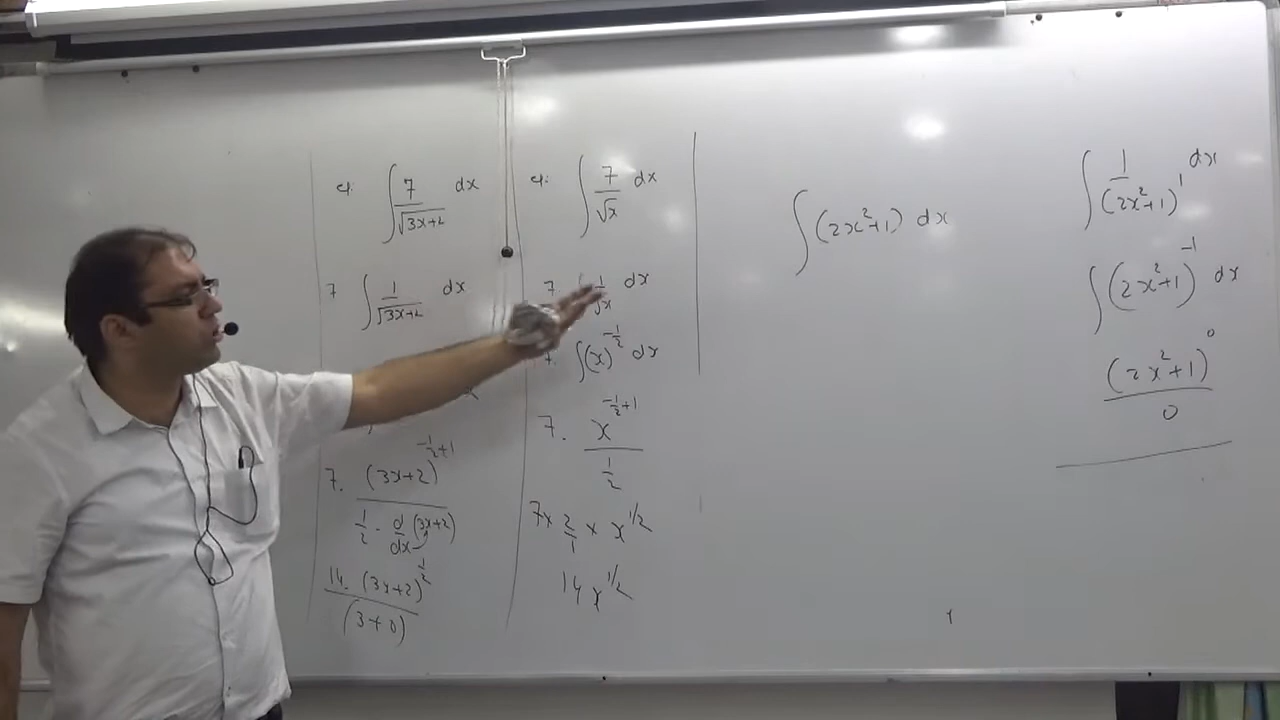 eg: ∫ 7/√(3x+2) dx
7 ∫ 1/√(3x+2) dx
7. (3x+2)^(-1/2+1)
1/2 · d/dx (3x+2)
14. (3x+2)^(1/2)
(3+0)
eg: ∫ 7/√x dx
7. ∫ 1/√x dx
7. ∫(x)^(-1/2) dx
7. x^(-1/2+1)
1/2
7 × 2/1 × x^(1/2)
14 x^(1/2)
∫(2x²+1) dx
∫ 1/(2x²+1)^1 dx
∫(2x²+1)^(-1) dx
(2x²+1)^0
0